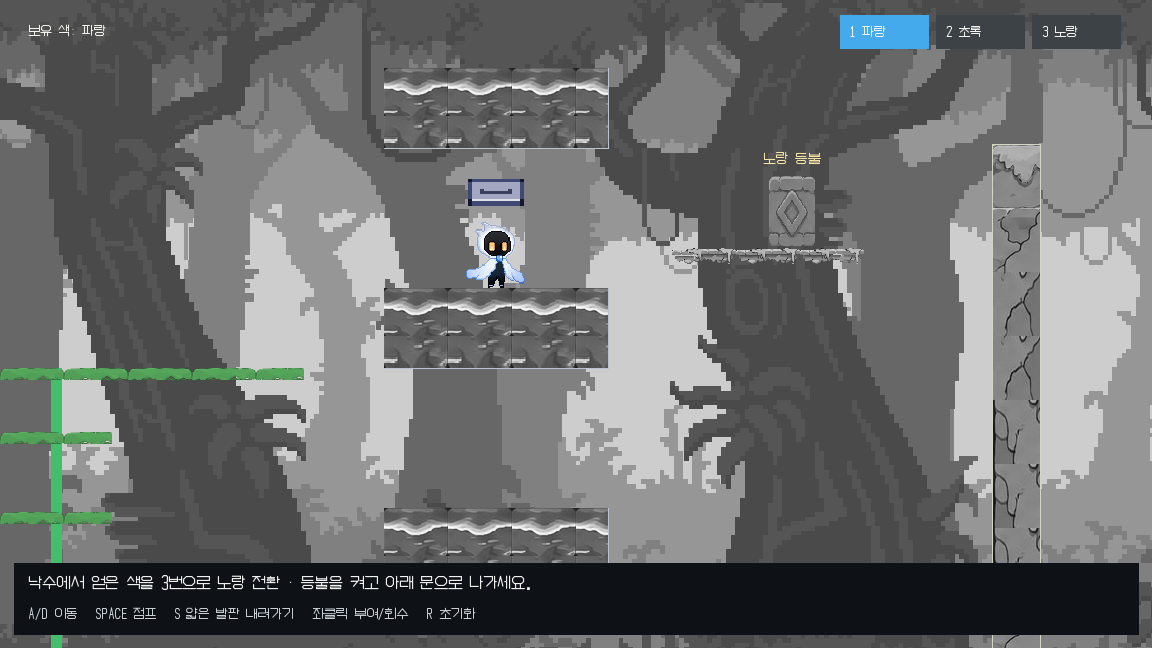 보유 색: 파랑
1 파랑
2 초록
3 노랑
노랑 등불
낙수에서 얻은 색을 3번으로 노랑 전환 · 등불을 켜고 아래 문으로 나가세요.
A/D 이동 SPACE 점프 S 얇은 발판 내려가기 좌클릭 부여/회수 R 초기화